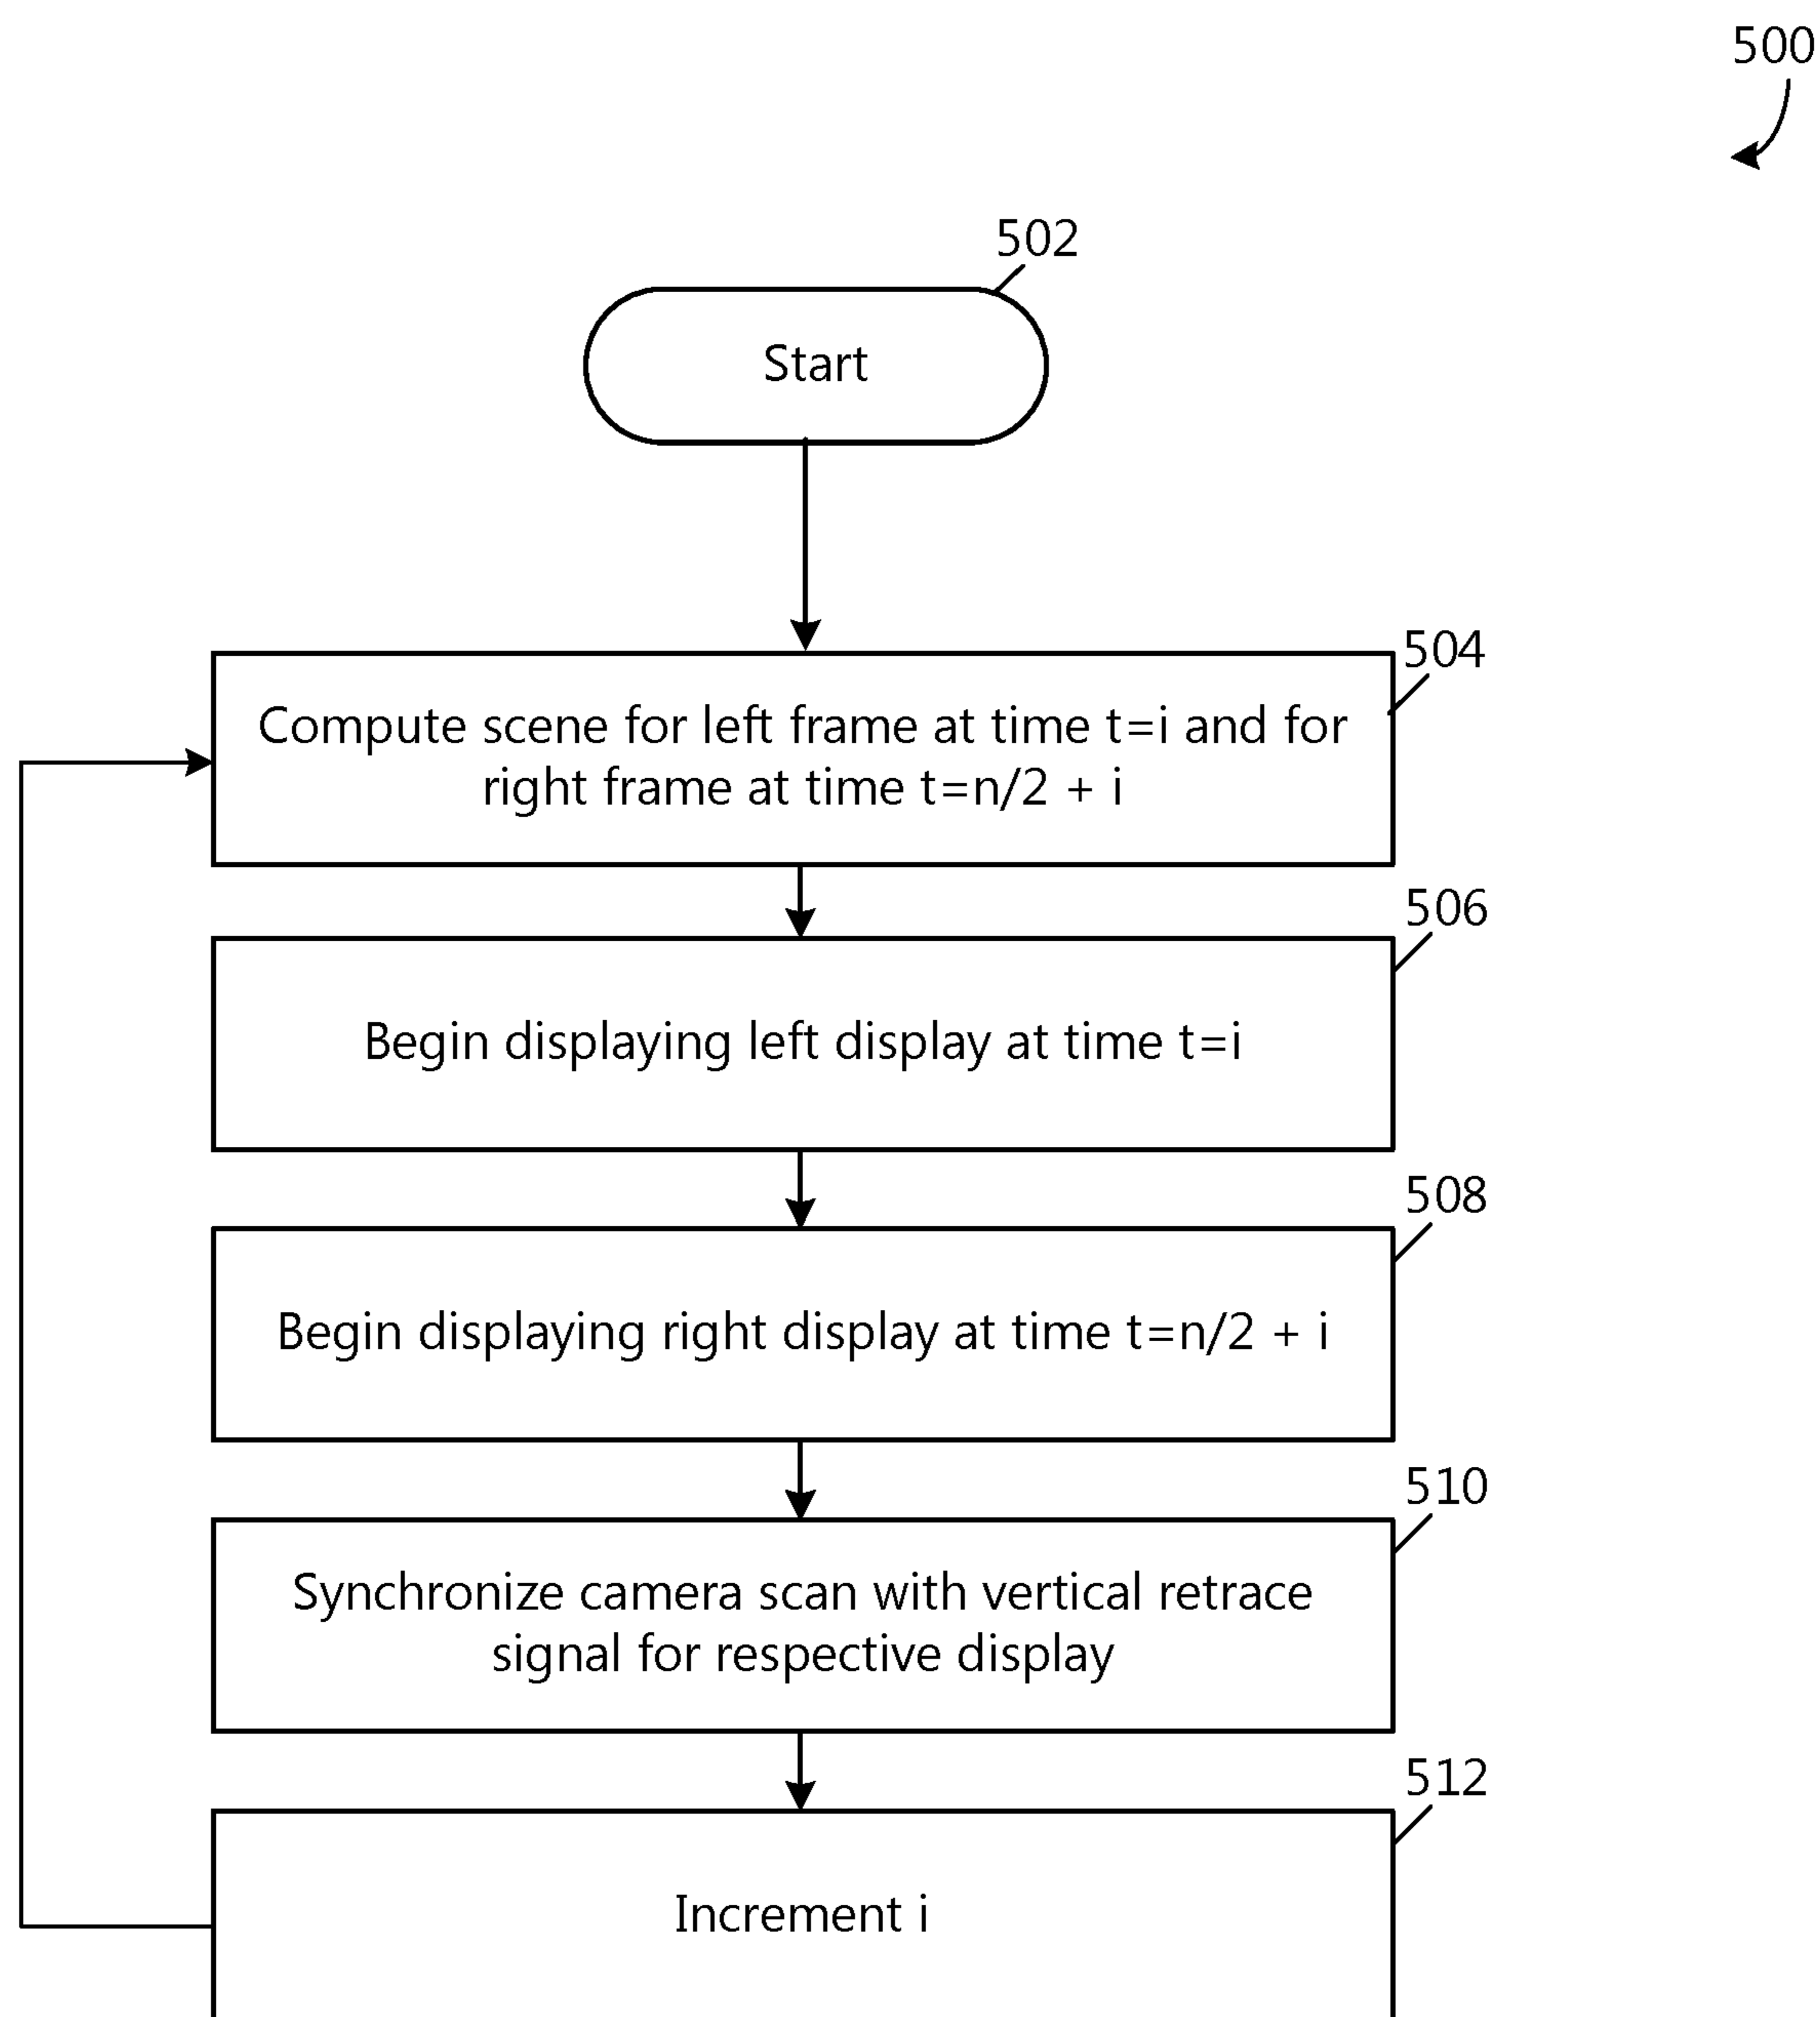 500
502
Start
504
Compute scene for left frame at time t=i and for
right frame at time t=n/2 + i
506
Begin displaying left display at time t=i
508
Begin displaying right display at time t=n/2 + i
510
Synchronize camera scan with vertical retrace
signal for respective display
512
Increment i